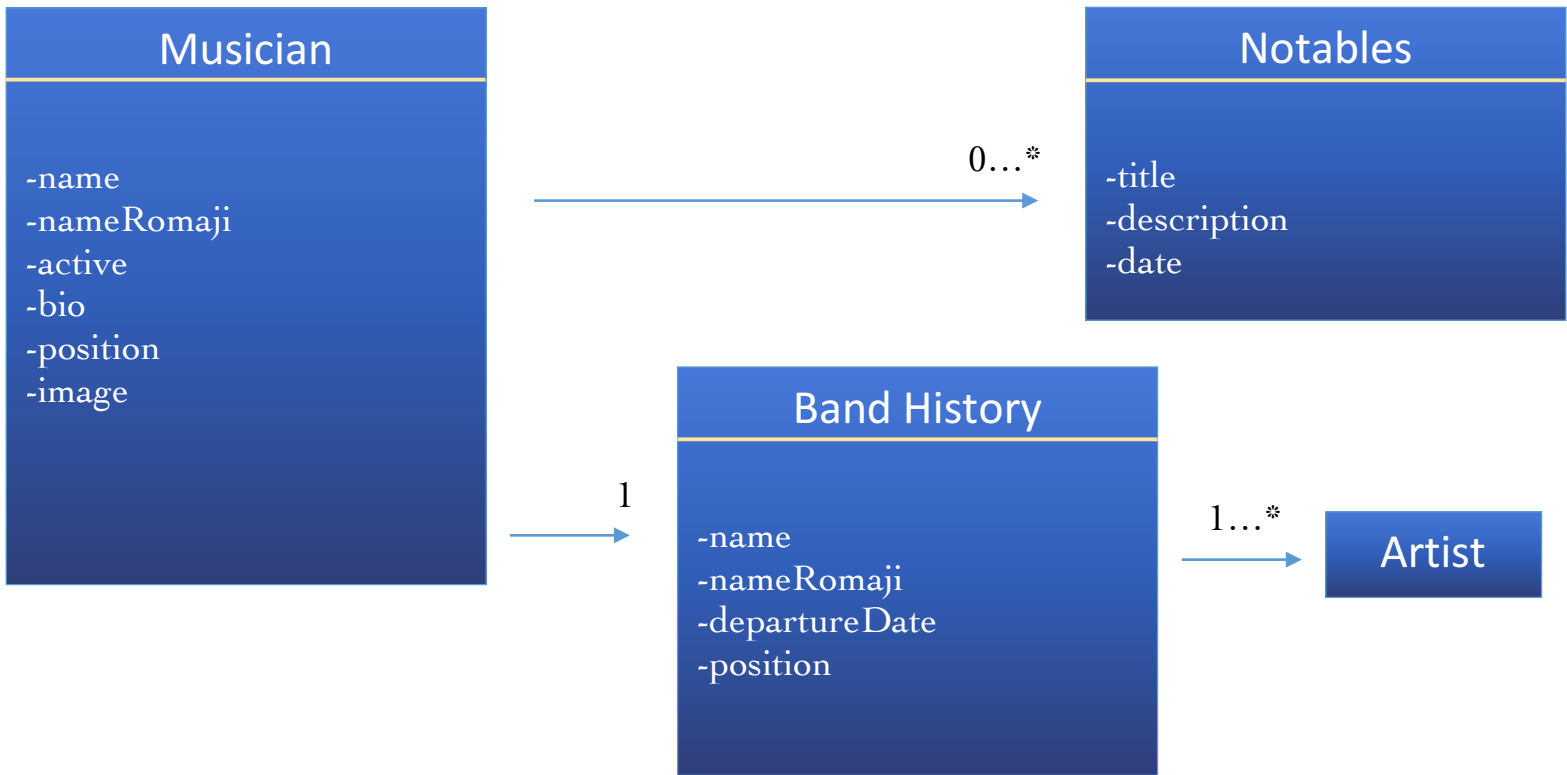 Musician
-name
-nameRomaji
-active
-bio
-position
-image
0…*
Notables
-title
-description
-date
1
Band History
-name
-nameRomaji
-departureDate
-position
1…*
Artist